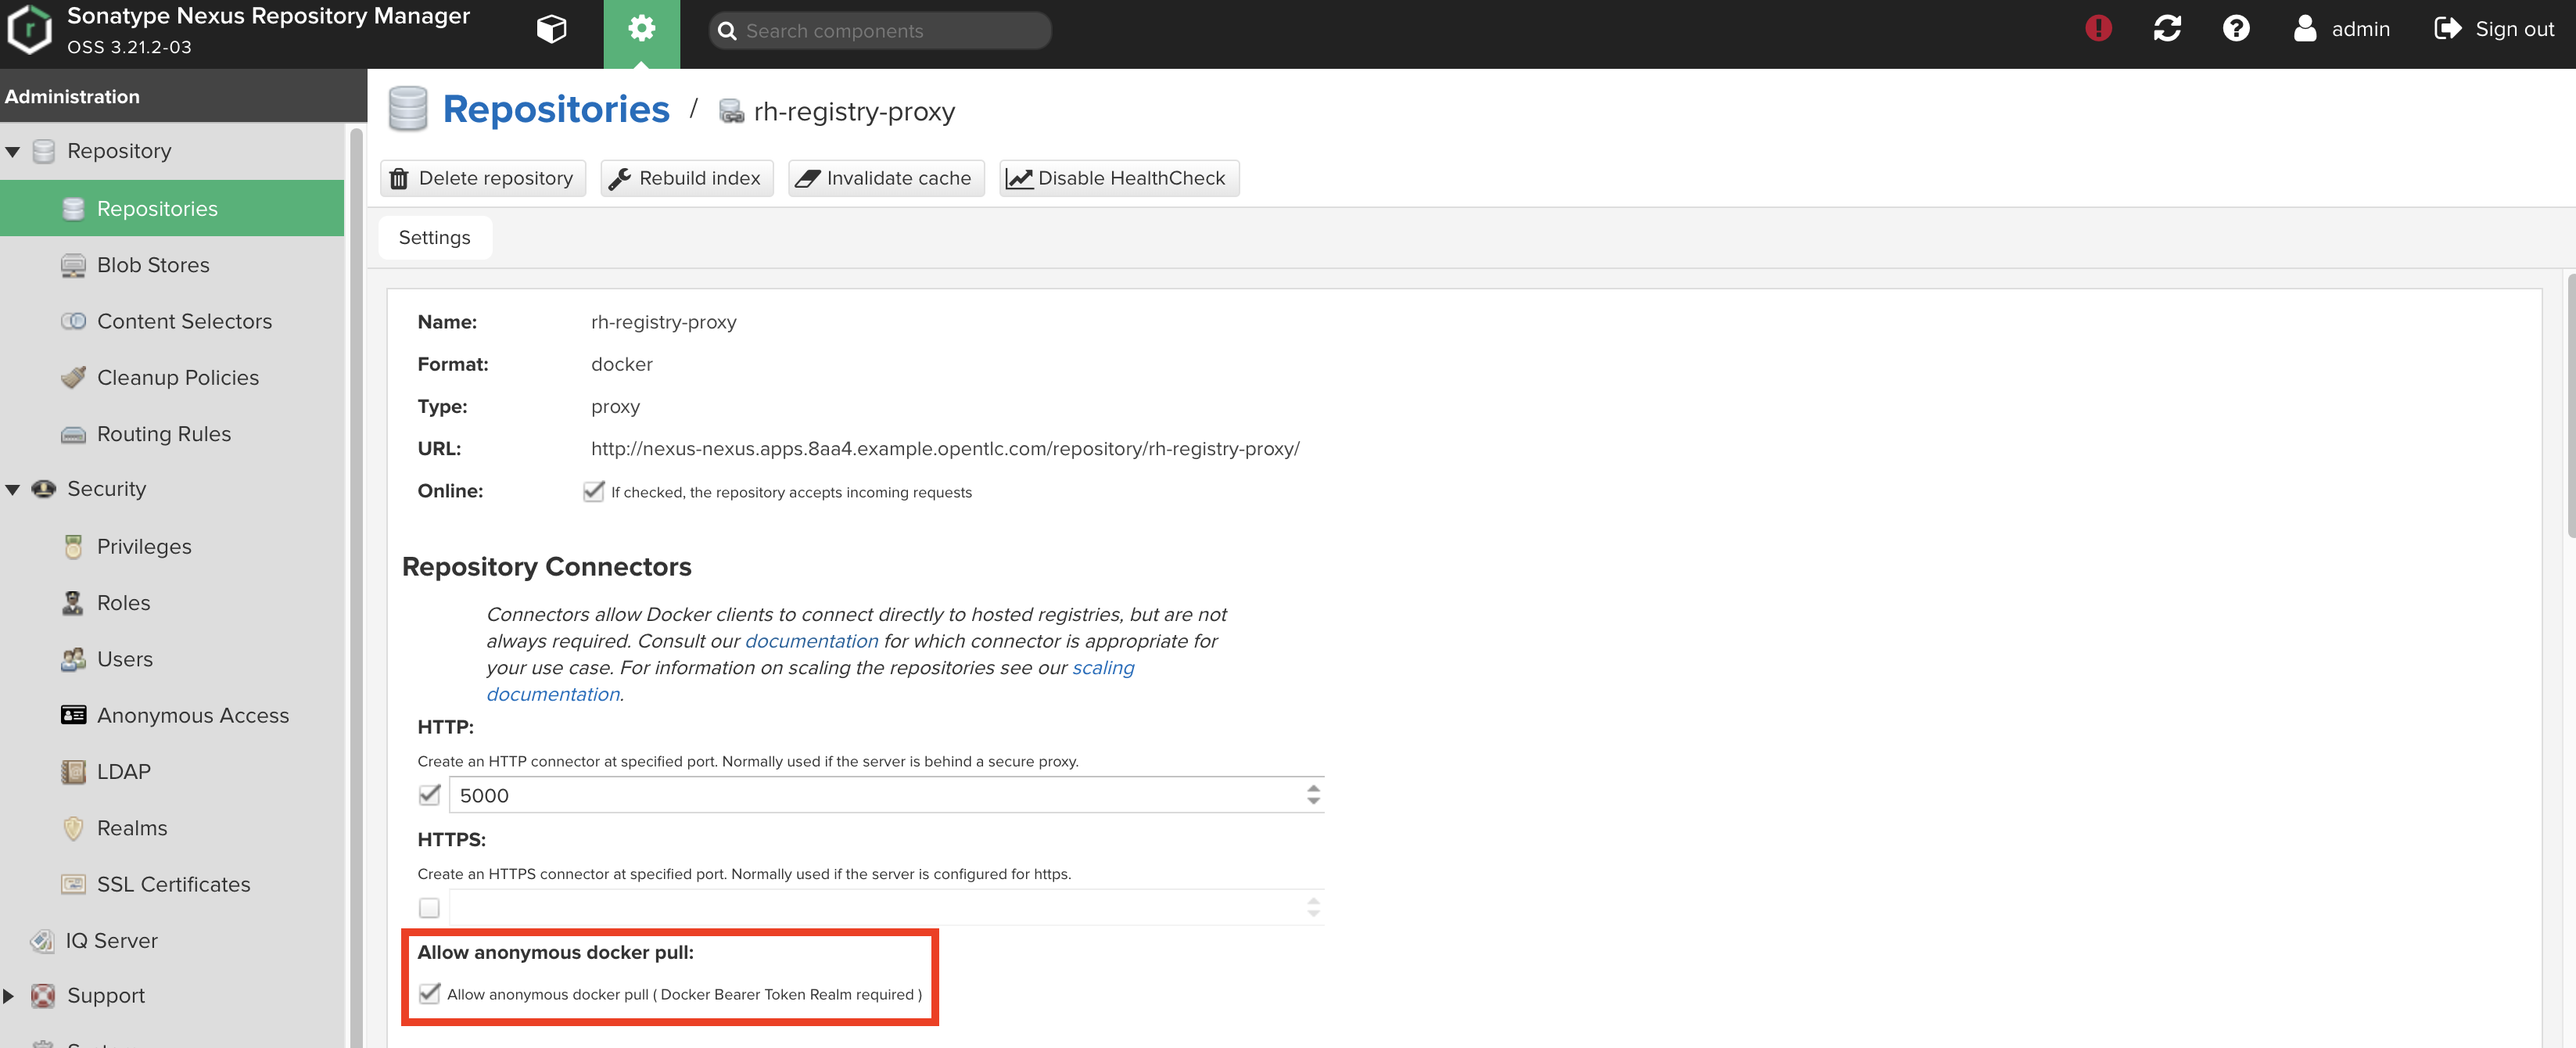 Sonatype Nexus Repository Manager
OSS 3.21.2-03
Search components
admin
Sign out
Administration
Repository
Repositories
Blob Stores
Content Selectors
Cleanup Policies
Routing Rules
Security
Privileges
Roles
Users
Anonymous Access
LDAP
Realms
SSL Certificates
IQ Server
Support
Repositories / rh-registry-proxy
Delete repository
Rebuild index
Invalidate cache
Disable HealthCheck
Settings
Name: rh-registry-proxy
Format: docker
Type: proxy
URL: http://nexus-nexus.apps.8aa4.example.opentlc.com/repository/rh-registry-proxy/
Online: If checked, the repository accepts incoming requests
Repository Connectors
Connectors allow Docker clients to connect directly to hosted registries, but are not
always required. Consult our documentation for which connector is appropriate for
your use case. For information on scaling the repositories see our scaling
documentation.
HTTP:
Create an HTTP connector at specified port. Normally used if the server is behind a secure proxy.
5000
HTTPS:
Create an HTTPS connector at specified port. Normally used if the server is configured for https.
Allow anonymous docker pull:
Allow anonymous docker pull ( Docker Bearer Token Realm required )